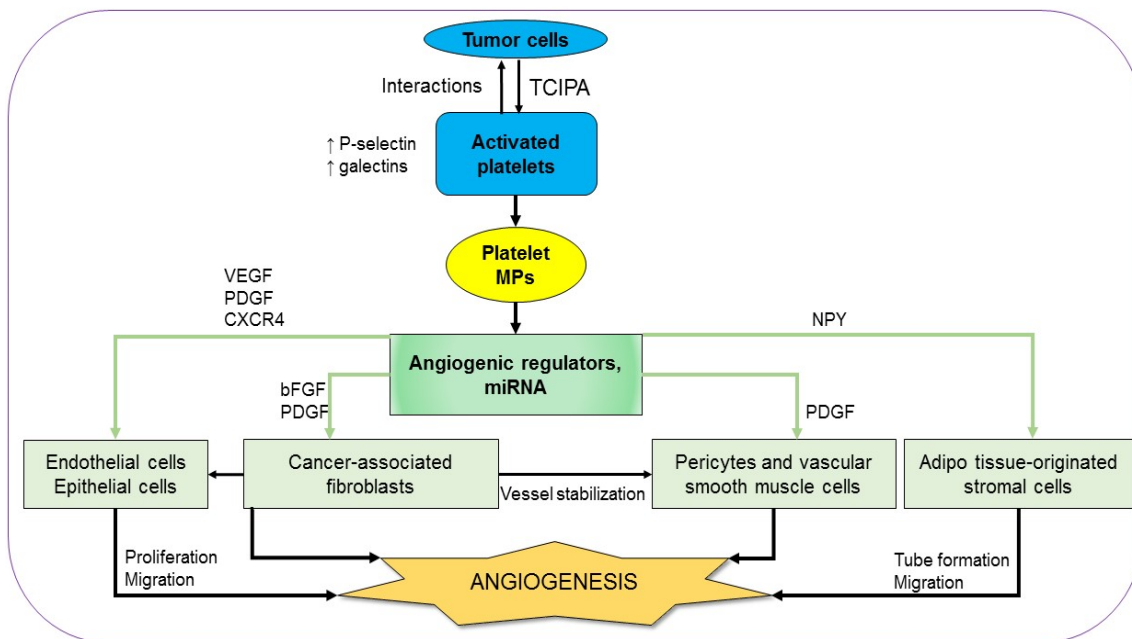 Tumor cells
Interactions
TCIPA
↑ P-selectin
↑ galectins
Activated
platelets
Platelet
MPs
VEGF
PDGF
CXCR4
NPY
Angiogenic regulators,
miRNA
bFGF
PDGF
PDGF
Endothelial cells
Epithelial cells
Cancer-associated
fibroblasts
Vessel stabilization
Pericytes and vascular
smooth muscle cells
Adipo tissue-originated
stromal cells
Proliferation
Migration
ANGIOGENESIS
Tube formation
Migration